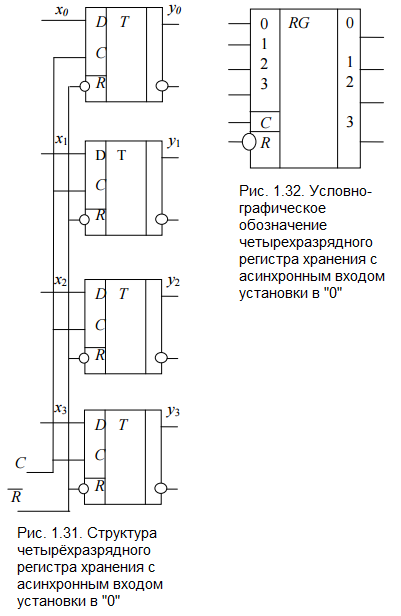 x0 D T y0
C
R
x1 D T y1
C
R
x2 D T y2
C
R
x3 D T y3
C
R
C
R
Рис. 1.31. Структура
четырёхразрядного
регистра хранения с
асинхронным входом
установки в "0"
0 RG 0
1
2 1
3 2
C 3
R
Рис. 1.32. Условно-
графическое
обозначение
четырехразрядного
регистра хранения с
асинхронным входом
установки в "0"